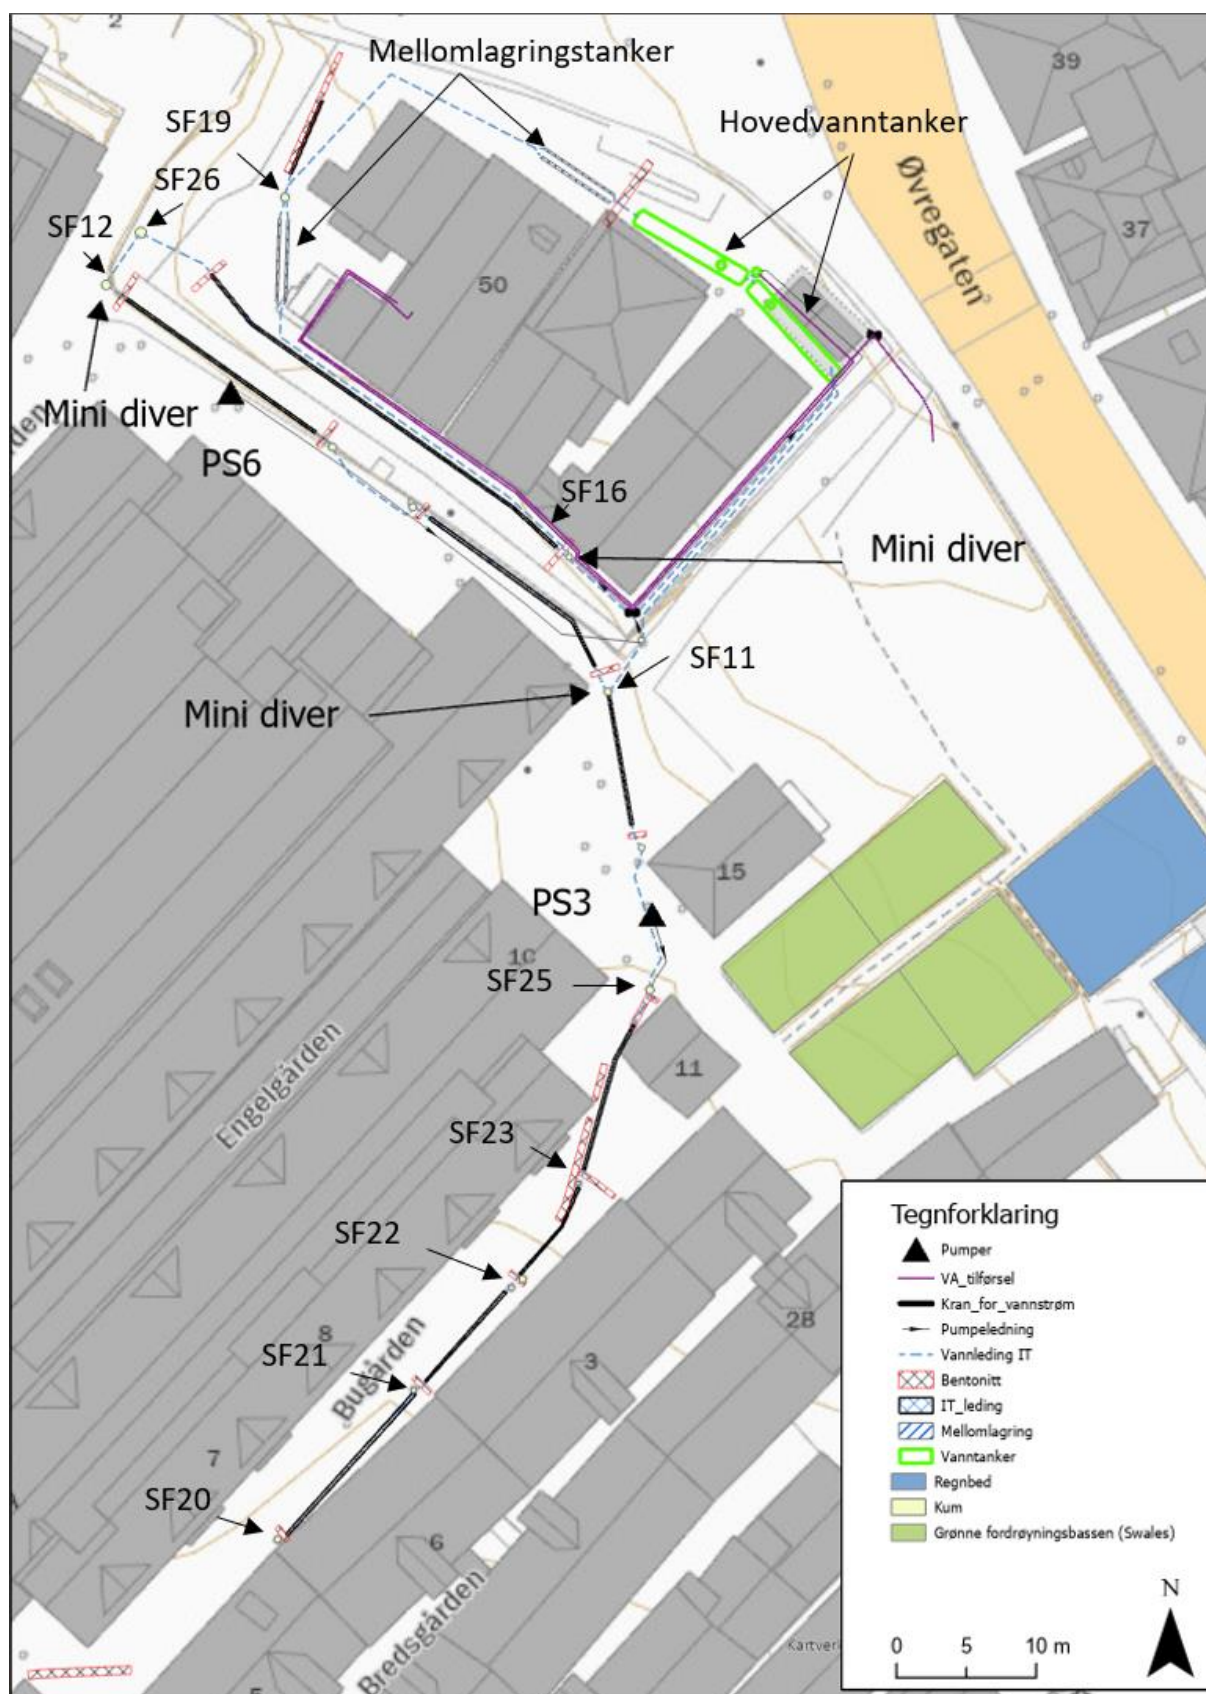 2
Mellomlagringstanker
39
SF19
Hovedvanntanker
SF26
Øvregaten
SF12
37
50
Mini diver
PS6
SF16
Mini diver
SF11
Mini diver
15
PS3
10
SF25
11
Engelgården
SF23
SF22
8
2B
SF21
3
Bugården
7
SF20
6
Bredsgården
Tegnforklaring
Pumper
VA_tilførsel
Kran_for_vannstrøm
Pumpeledning
Vannleding IT
Bentonitt
IT_leding
Mellomlagring
Vanntanker
Regnbed
Kum
Grønne fordrøyningsbassen (Swales)
N
0 5 10 m